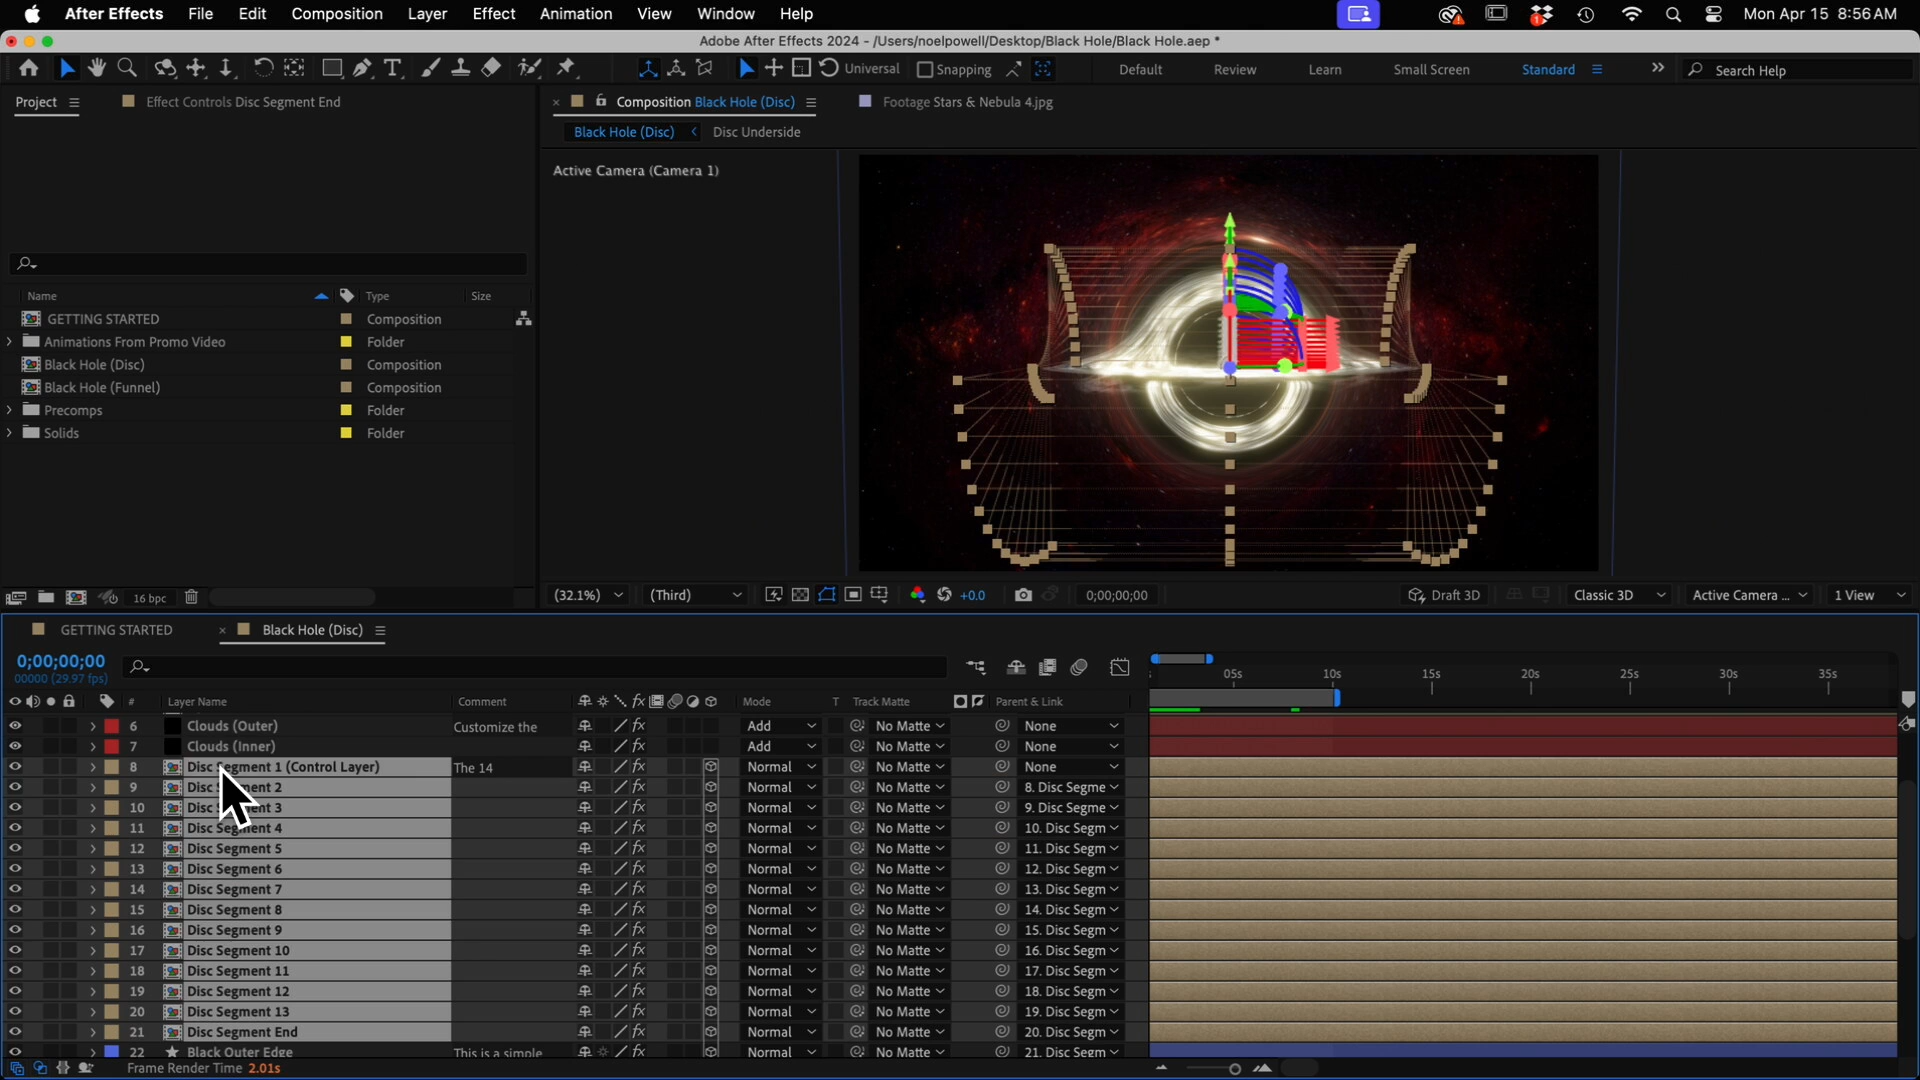 After Effects File Edit Composition Layer Effect Animation View Window Help Mon Apr 15 8:56 AM
Adobe After Effects 2024 - /Users/noelpowell/Desktop/Black Hole/Black Hole.aep *
Universal Snapping Default Review Learn Small Screen Standard Search Help
Project Effect Controls Disc Segment End Composition Black Hole (Disc) Footage Stars & Nebula 4.jpg
Black Hole (Disc) Disc Underside
Active Camera (Camera 1)
Name Type Size
GETTING STARTED Composition
Animations From Promo Video Folder
Black Hole (Disc) Composition
Black Hole (Funnel) Composition
Precomps Folder
Solids Folder
16 bpc (32.1%) (Third) +0.0 0;00;00;00 Draft 3D Classic 3D Active Camera ... 1 View
GETTING STARTED Black Hole (Disc)
0;00;00;00
00000 (29.97 fps)
05s 10s 15s 20s 25s 30s 35s
# Layer Name Comment Mode T Track Matte Parent & Link
6 Clouds (Outer) Customize the Add No Matte None
7 Clouds (Inner) Add No Matte None
8 Disc Segment 1 (Control Layer) The 14 Normal No Matte None
9 Disc ment 2 Normal No Matte 8. Disc Segme
10 Disc 3 Normal No Matte 9. Disc Segme
11 Disc Segment 4 Normal No Matte 10. Disc Segm
12 Disc Segment 5 Normal No Matte 11. Disc Segm
13 Disc Segment 6 Normal No Matte 12. Disc Segm
14 Disc Segment 7 Normal No Matte 13. Disc Segm
15 Disc Segment 8 Normal No Matte 14. Disc Segm
16 Disc Segment 9 Normal No Matte 15. Disc Segm
17 Disc Segment 10 Normal No Matte 16. Disc Segm
18 Disc Segment 11 Normal No Matte 17. Disc Segm
19 Disc Segment 12 Normal No Matte 18. Disc Segm
20 Disc Segment 13 Normal No Matte 19. Disc Segm
21 Disc Segment End Normal No Matte 20. Disc Segm
22 Black Outer Edge This is a simple Normal No Matte 21. Disc Segm
Frame Render Time 2.01s